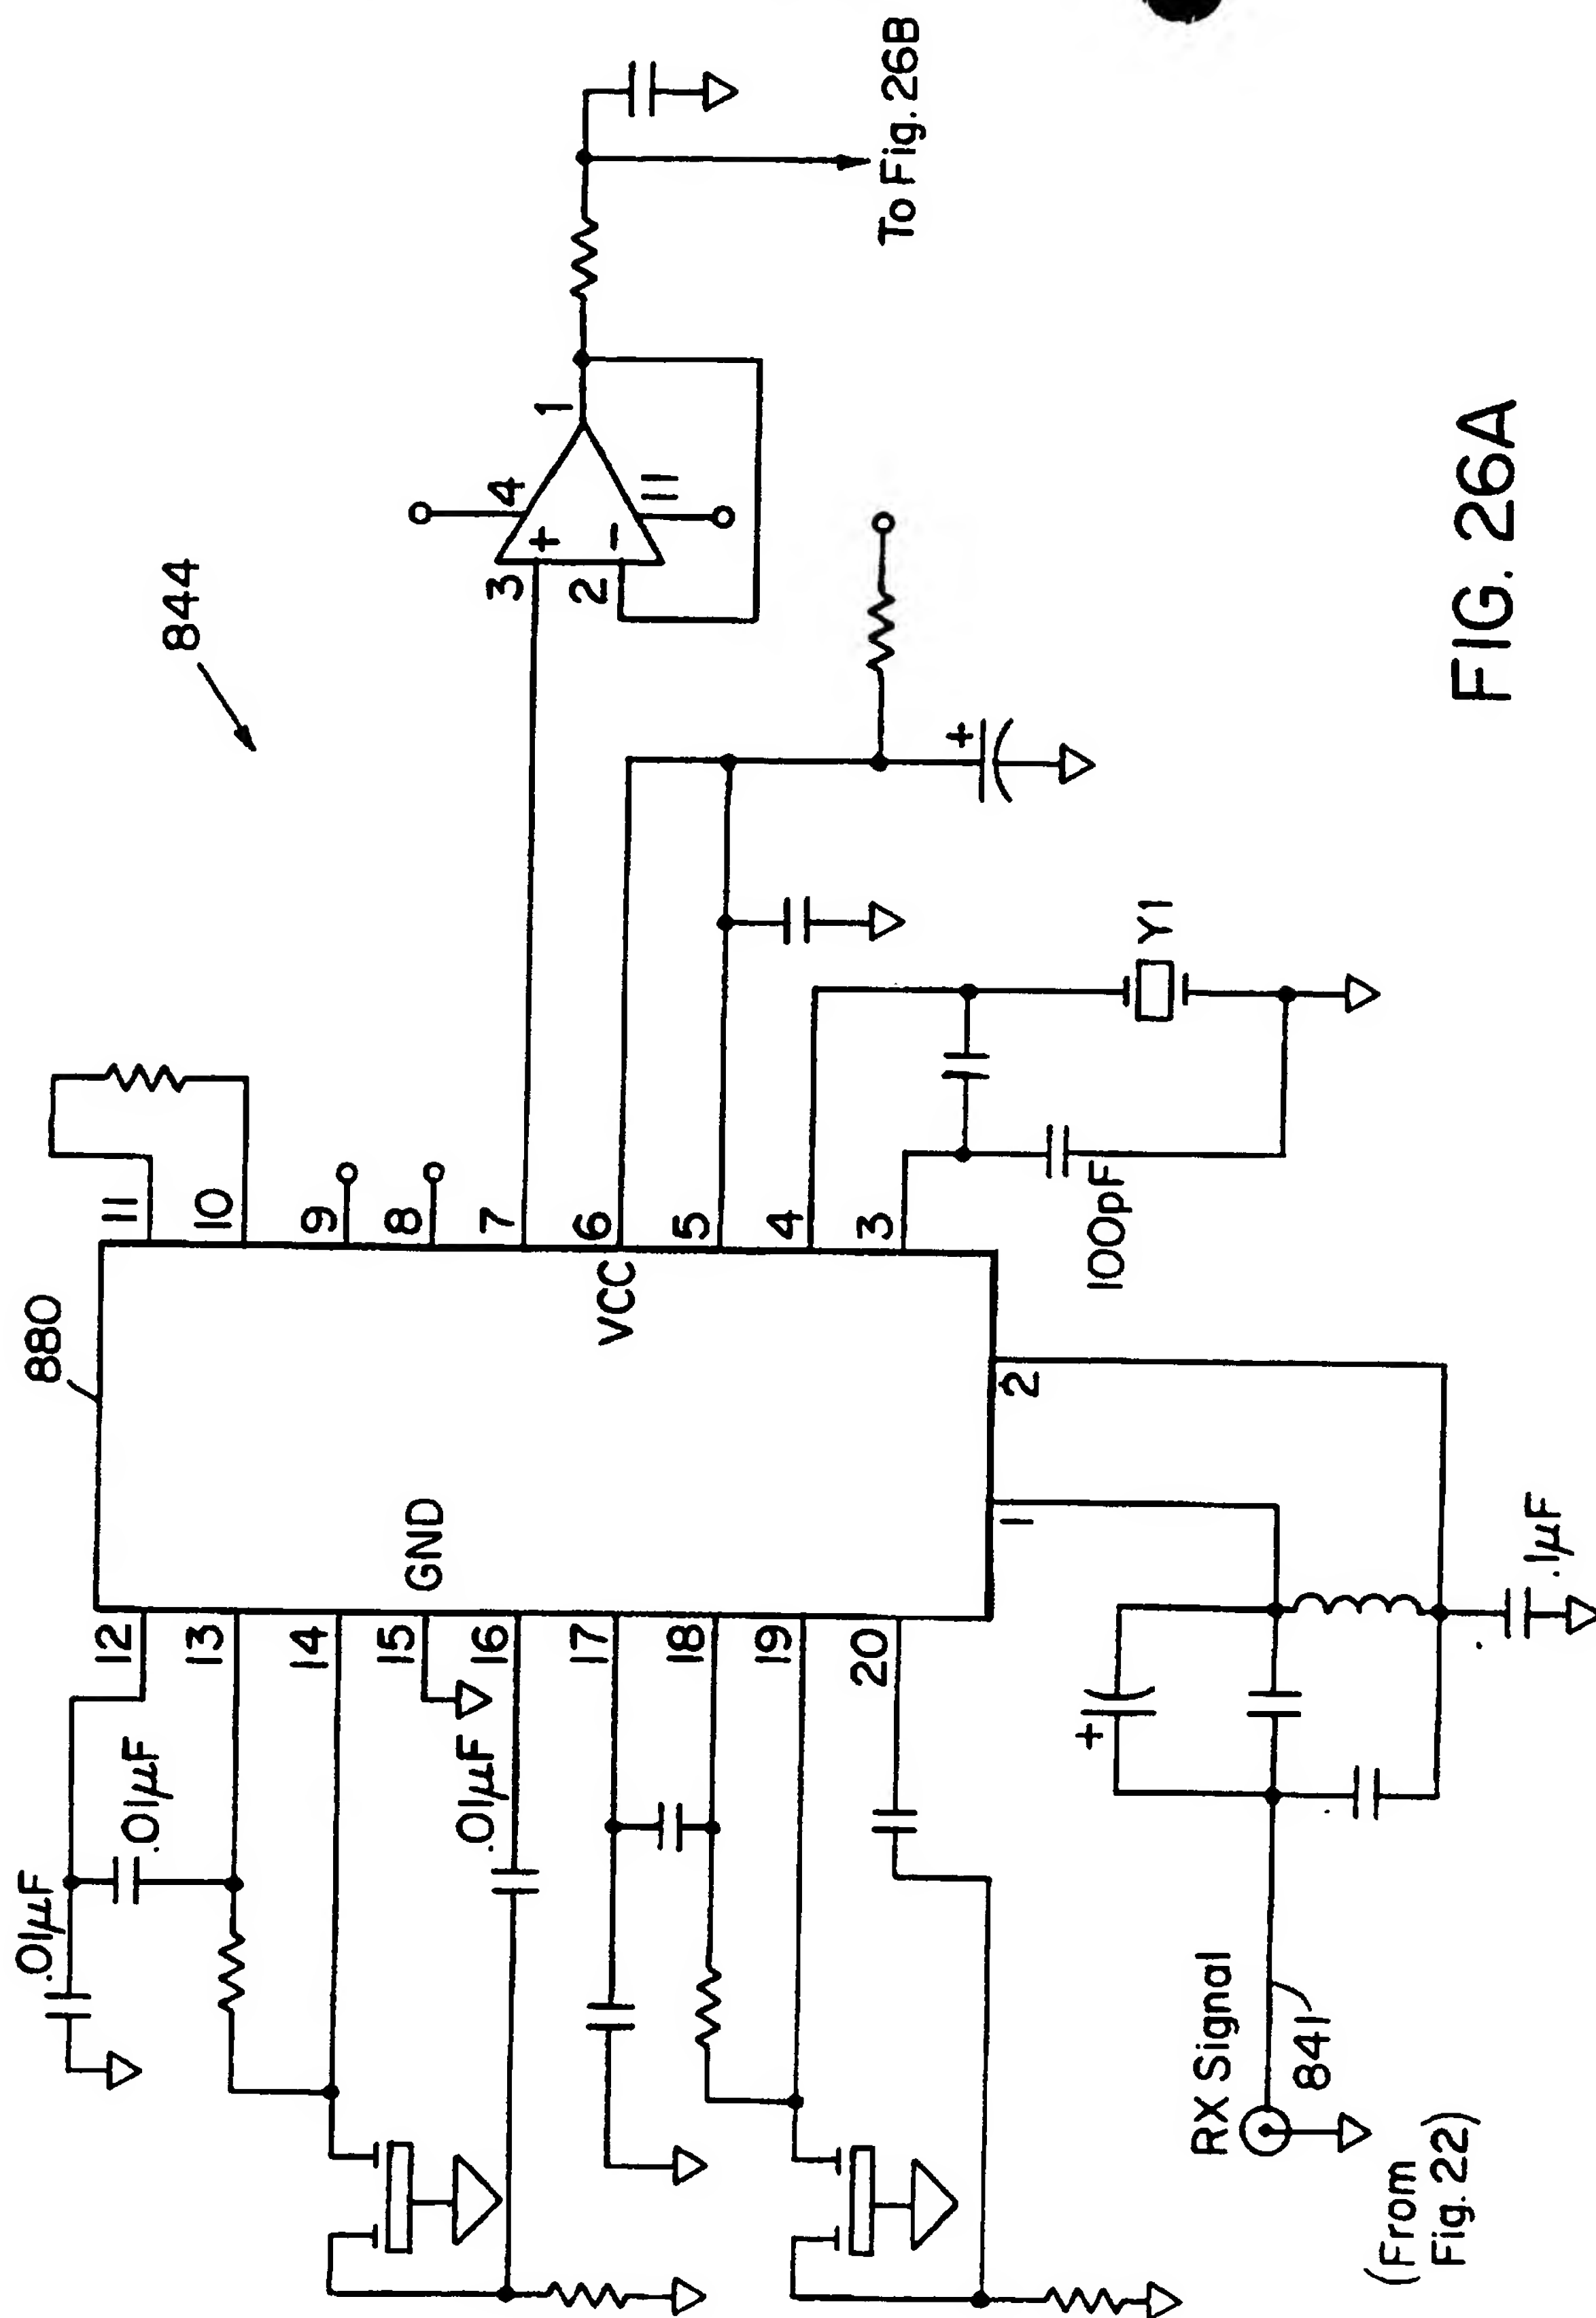 844
880
11
10
9
8
7
6
5
4
3
VCC
GND
12
13
14
15
16
17
18
19
20
1
2
.01µF
.01µF
.01µF
100pF
Y1
.1µF
3
2
+
−
4
11
1
+
+
To Fig. 26B
RX Signal
841
(From
Fig. 22)
FIG. 26A